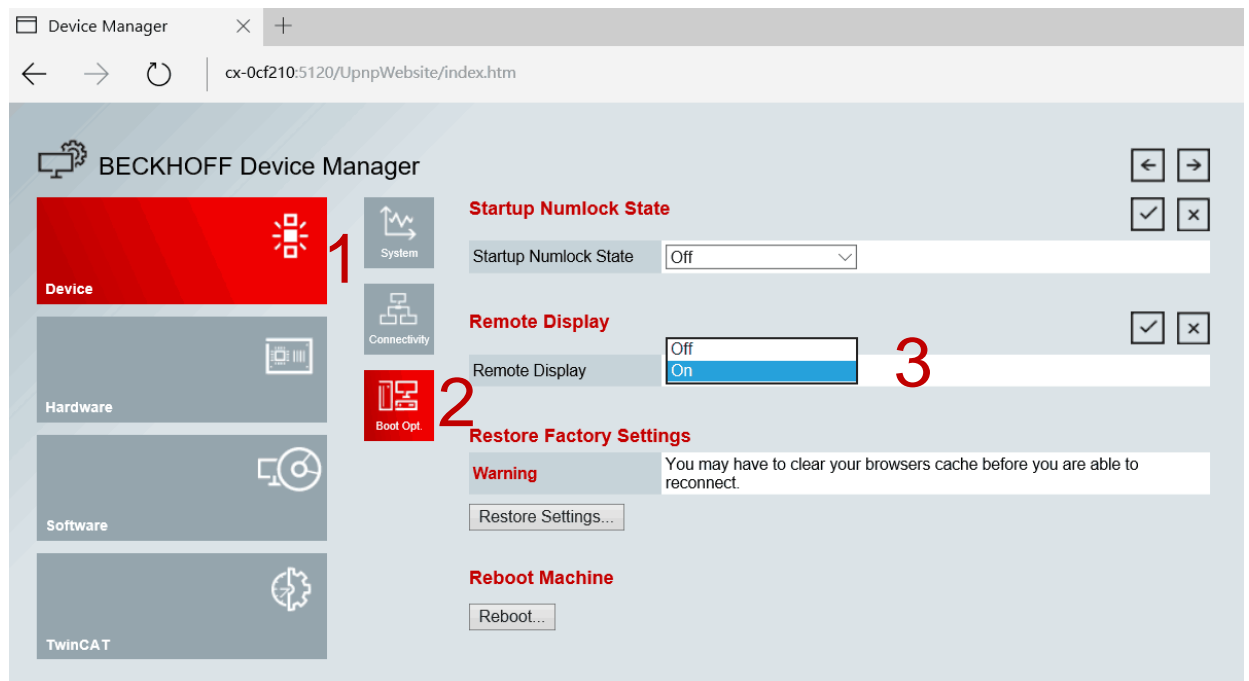 Device Manager
cx-0cf210:5120/UpnpWebsite/index.htm
BECKHOFF Device Manager
Device
1
Hardware
Software
TwinCAT
System
Connectivity
Boot Opt.
2
Startup Numlock State
Startup Numlock State Off
Remote Display
Off
Remote Display On
3
Restore Factory Settings
Warning You may have to clear your browsers cache before you are able to
reconnect.
Restore Settings...
Reboot Machine
Reboot...